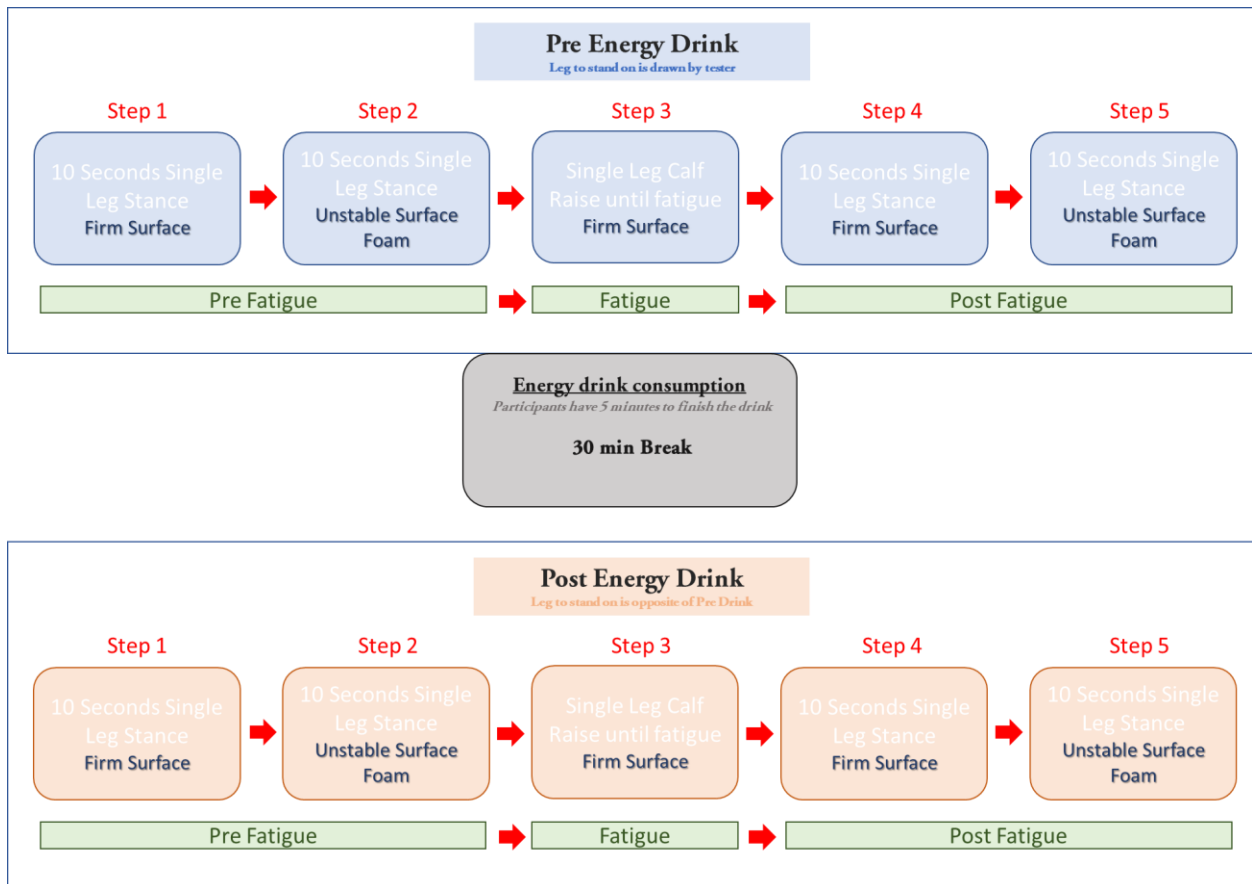 Pre Energy Drink
Leg to stand on is drawn by tester
Step 1
Step 2
Step 3
Step 4
Step 5
10 Seconds Single
Leg Stance
Firm Surface
10 Seconds Single
Leg Stance
Unstable Surface
Foam
Single Leg Calf
Raise until fatigue
Firm Surface
10 Seconds Single
Leg Stance
Firm Surface
10 Seconds Single
Leg Stance
Unstable Surface
Foam
Pre Fatigue
Fatigue
Post Fatigue
Energy drink consumption
Participants have 5 minutes to finish the drink
30 min Break
Post Energy Drink
Leg to stand on is opposite of Pre Drink
Step 1
Step 2
Step 3
Step 4
Step 5
10 Seconds Single
Leg Stance
Firm Surface
10 Seconds Single
Leg Stance
Unstable Surface
Foam
Single Leg Calf
Raise until fatigue
Firm Surface
10 Seconds Single
Leg Stance
Firm Surface
10 Seconds Single
Leg Stance
Unstable Surface
Foam
Pre Fatigue
Fatigue
Post Fatigue